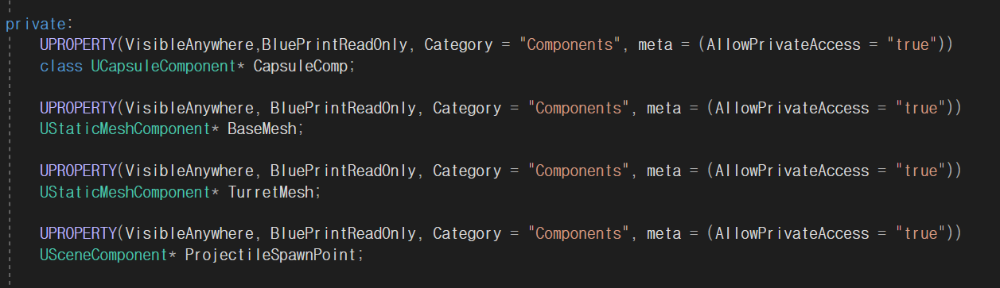 private:
UPROPERTY(VisibleAnywhere,BluePrintReadOnly, Category = "Components", meta = (AllowPrivateAccess = "true"))
class UCapsuleComponent* CapsuleComp;
UPROPERTY(VisibleAnywhere, BluePrintReadOnly, Category = "Components", meta = (AllowPrivateAccess = "true"))
UStaticMeshComponent* BaseMesh;
UPROPERTY(VisibleAnywhere, BluePrintReadOnly, Category = "Components", meta = (AllowPrivateAccess = "true"))
UStaticMeshComponent* TurretMesh;
UPROPERTY(VisibleAnywhere, BluePrintReadOnly, Category = "Components", meta = (AllowPrivateAccess = "true"))
USceneComponent* ProjectileSpawnPoint;